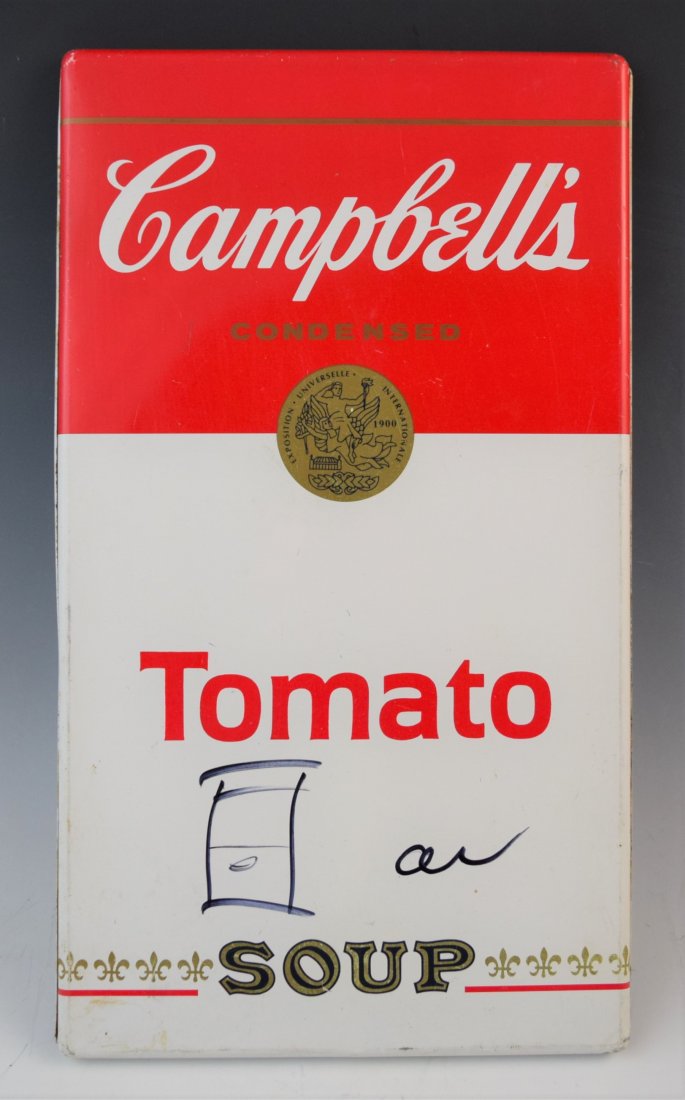 Campbell's
CONDENSED
EXPOSITION • UNIVERSELLE • INTERNATIONALE
1900
Tomato
SOUP